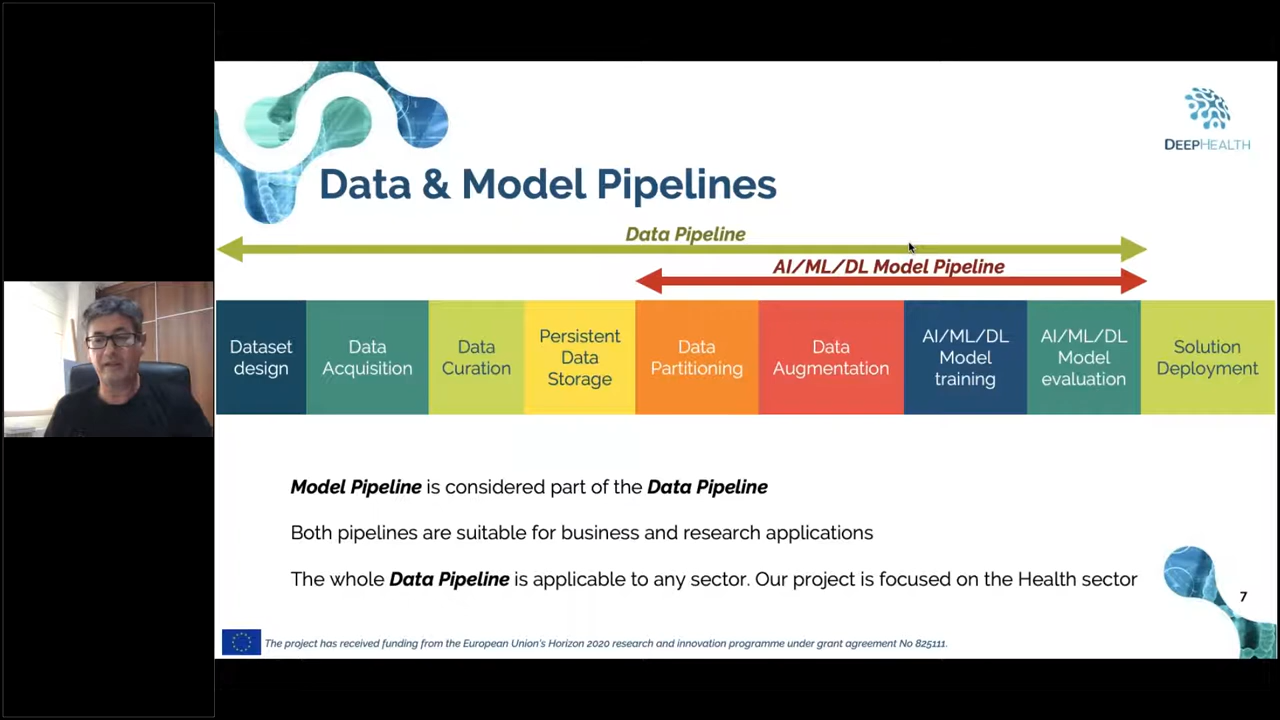 DEEPHEALTH
Data & Model Pipelines
Data Pipeline
AI/ML/DL Model Pipeline
Dataset
design
Data
Acquisition
Data
Curation
Persistent
Data
Storage
Data
Partitioning
Data
Augmentation
AI/ML/DL
Model
training
AI/ML/DL
Model
evaluation
Solution
Deployment
Model Pipeline is considered part of the Data Pipeline
Both pipelines are suitable for business and research applications
The whole Data Pipeline is applicable to any sector. Our project is focused on the Health sector
7
The project has received funding from the European Union's Horizon 2020 research and innovation programme under grant agreement No 825111.